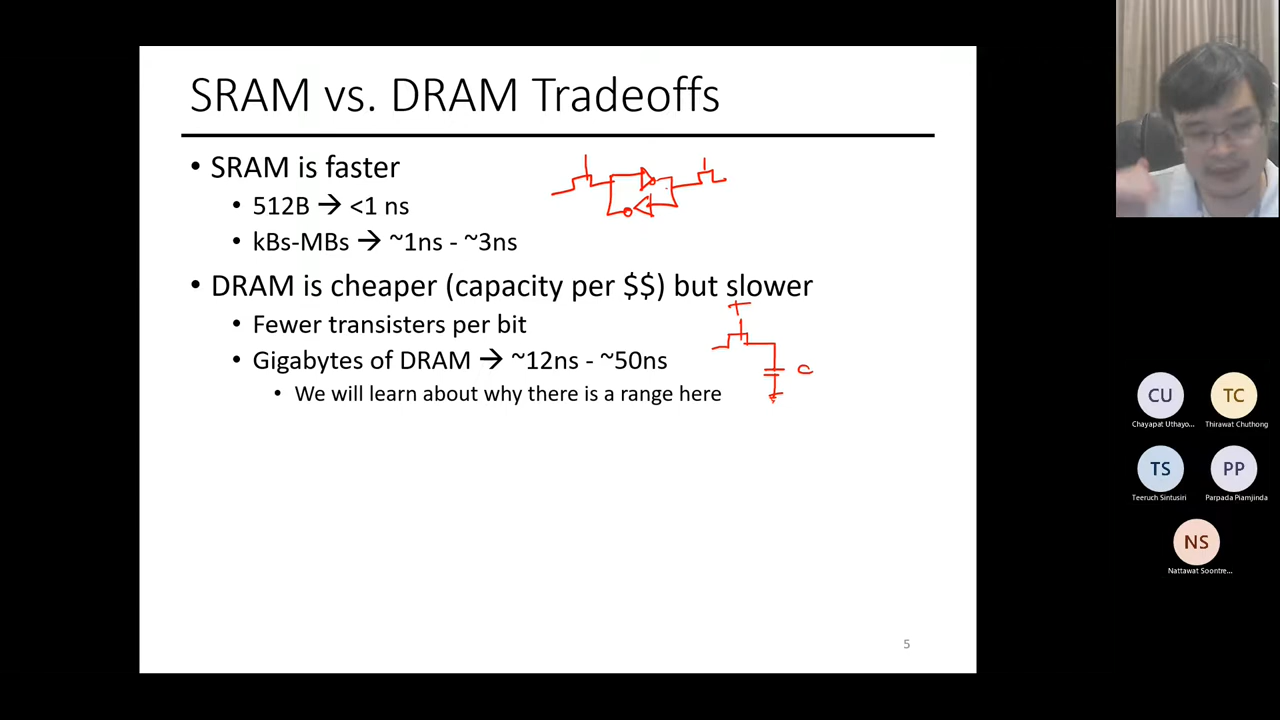 SRAM vs. DRAM Tradeoffs
• SRAM is faster
• 512B → <1 ns
• kBs-MBs → ~1ns - ~3ns
• DRAM is cheaper (capacity per $$) but slower
T
• Fewer transisters per bit
• Gigabytes of DRAM → ~12ns - ~50ns
C
• We will learn about why there is a range here
5
CU
Chayapat Uthayo...
TC
Thirawat Chuthong
TS
Teeruch Sintusiri
PP
Parpada Piamjinda
NS
Nattawat Soontre...